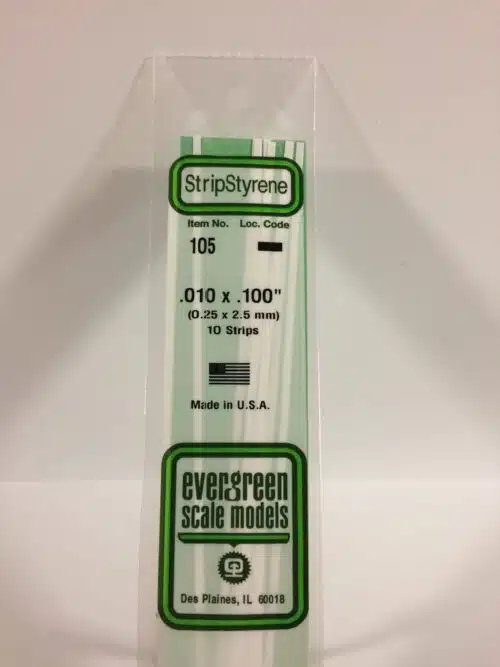 StripStyrene
Item No. Loc. Code
105
.010 x .100"
(0.25 x 2.5 mm)
10 Strips
Made in U.S.A.
evergreen
scale models
Des Plaines, IL 60018